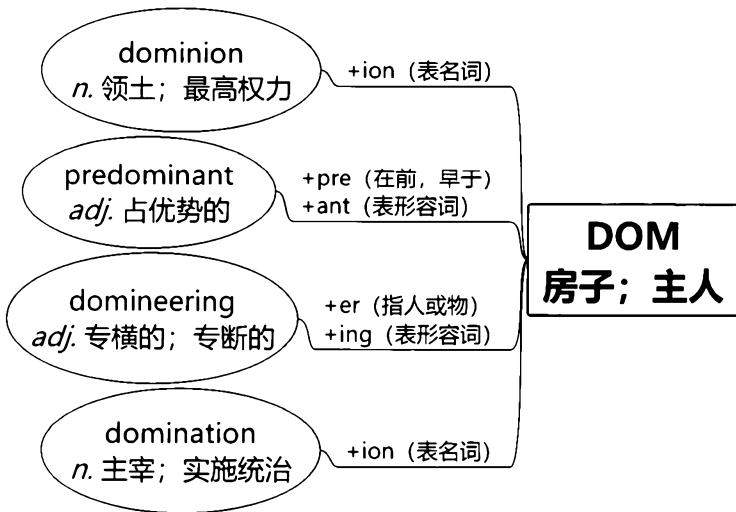 dominion
n. 领土；最高权力
+ion（表名词）
predominant
adj. 占优势的
+pre（在前，早于）
+ant（表形容词）
DOM
房子；主人
domineering
adj. 专横的；专断的
+er（指人或物）
+ing（表形容词）
domination
n. 主宰；实施统治
+ion（表名词）